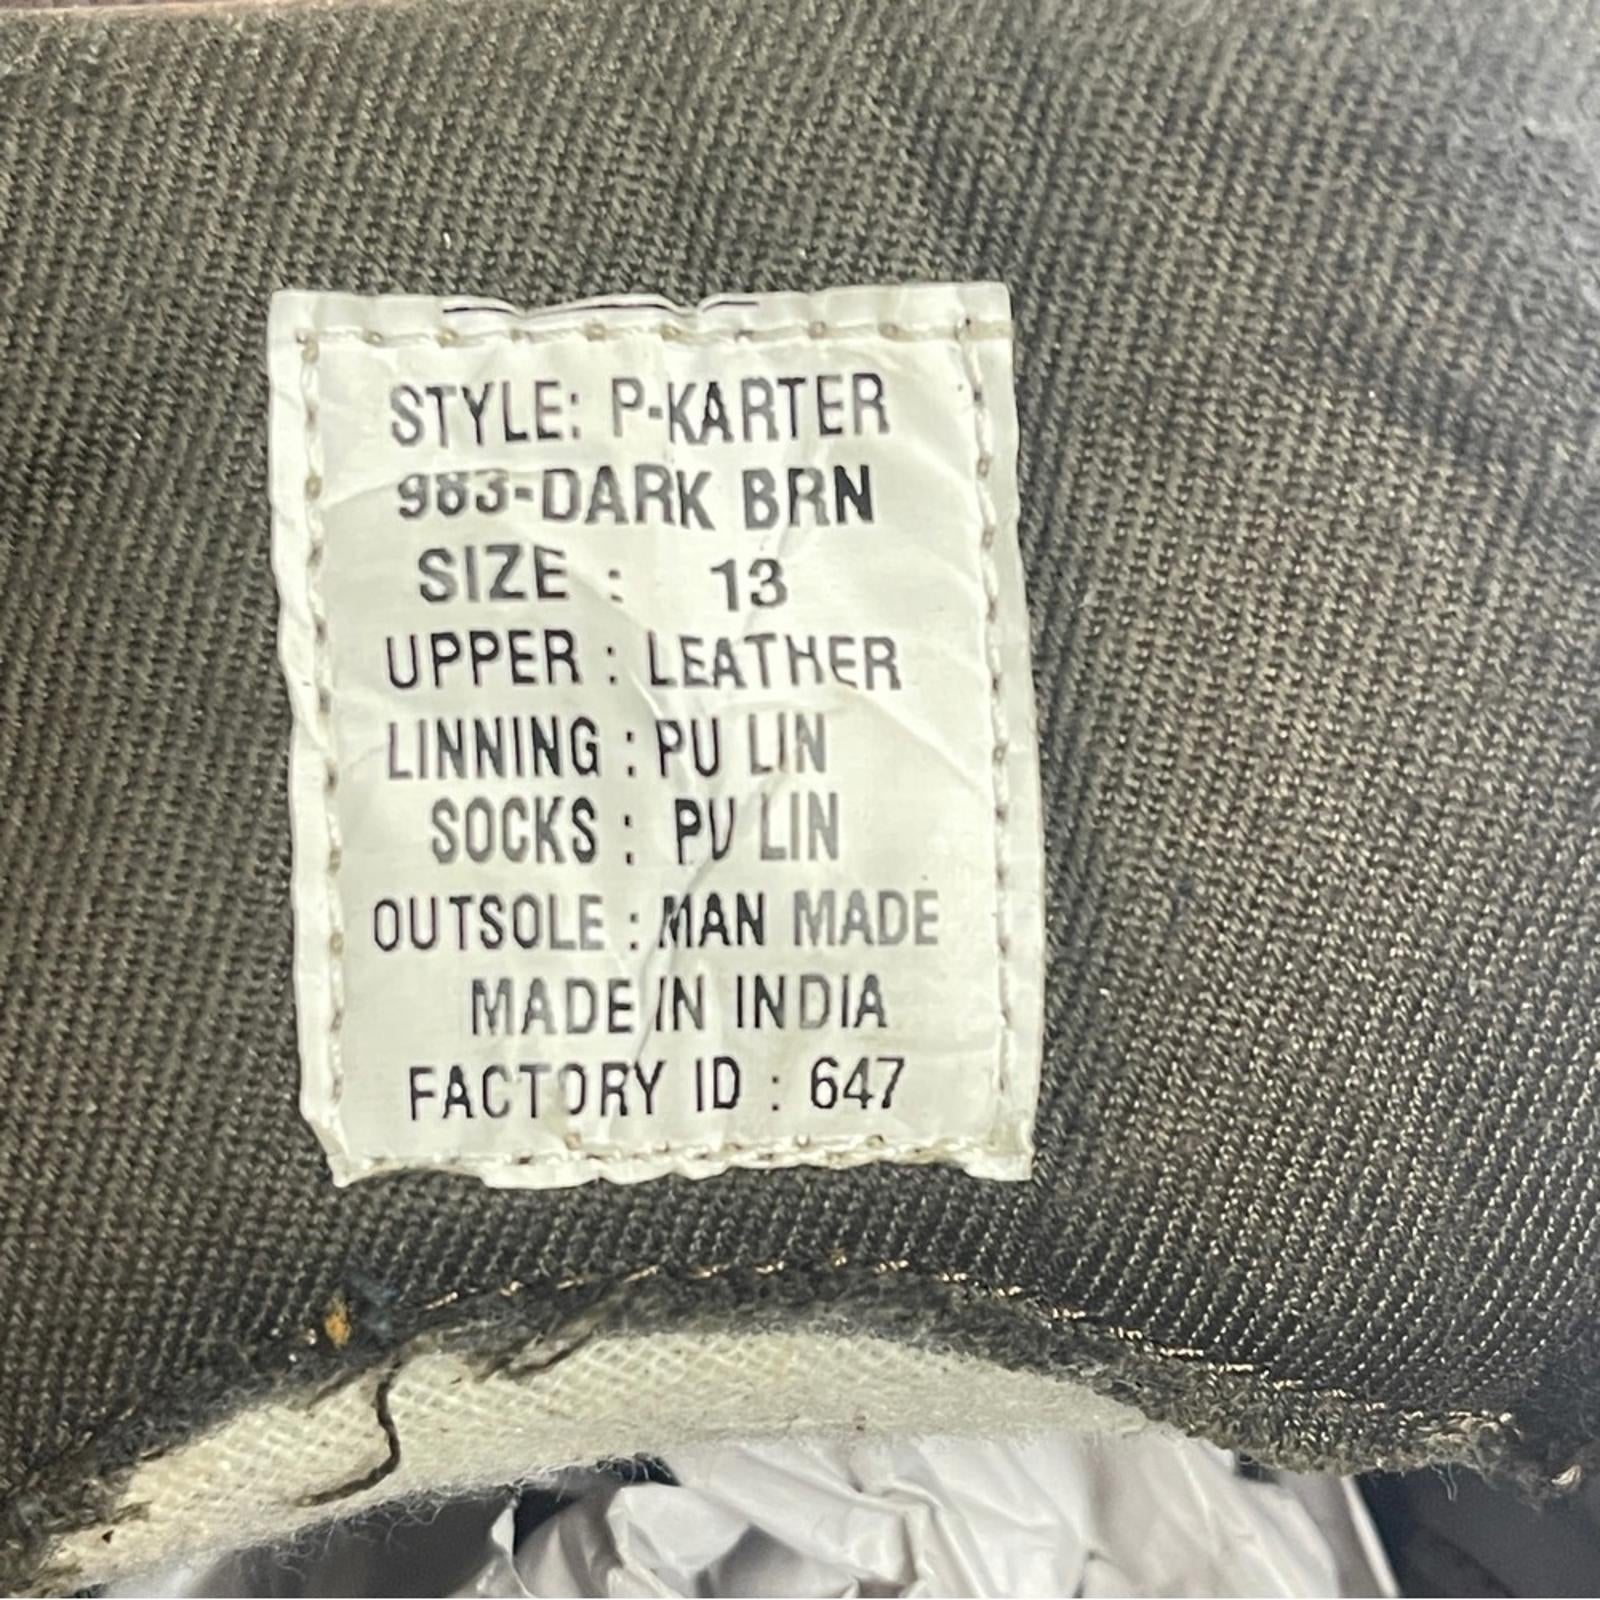 STYLE: P-KARTER
983-DARK BRN
SIZE : 13
UPPER : LEATHER
LINNING : PU LIN
SOCKS : PU LIN
OUTSOLE : MAN MADE
MADE IN INDIA
FACTORY ID : 647